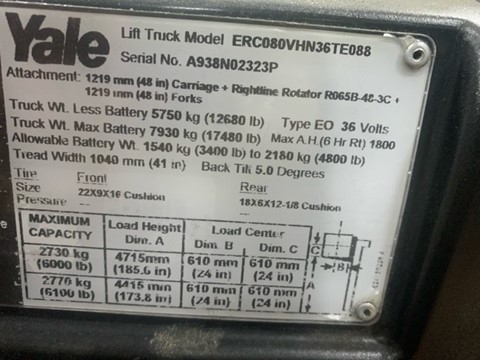 Yale
Lift Truck Model ERC080VHN36TE088
Serial No. A938N02323P
Attachment: 1219 mm (48 in) Carriage + Rightline Rotator R065B-48-3C +
1219 mm (48 in) Forks
Truck Wt. Less Battery 5750 kg (12680 lb) Type EO 36 Volts
Truck Wt. Max Battery 7930 kg (17480 lb) Max A.H.(6 Hr Rt) 1800
Allowable Battery Wt. 1540 kg (3400 lb) to 2180 kg (4800 lb)
Tread Width 1040 mm (41 in) Back Tilt 5.0 Degrees
Tire Front Rear
Size 22X9X16 Cushion 18X6X12-1/8 Cushion
Pressure --- ---
MAXIMUM CAPACITY Load Height Dim. A Load Center Dim. B Dim. C
2730 kg (6000 lb) 4715mm (185.6 in) 610 mm (24 in) 610 mm (24 in)
2770 kg (6100 lb) 4415 mm (173.8 in) 610 mm (24 in) 610 mm (24 in)
C
B
A